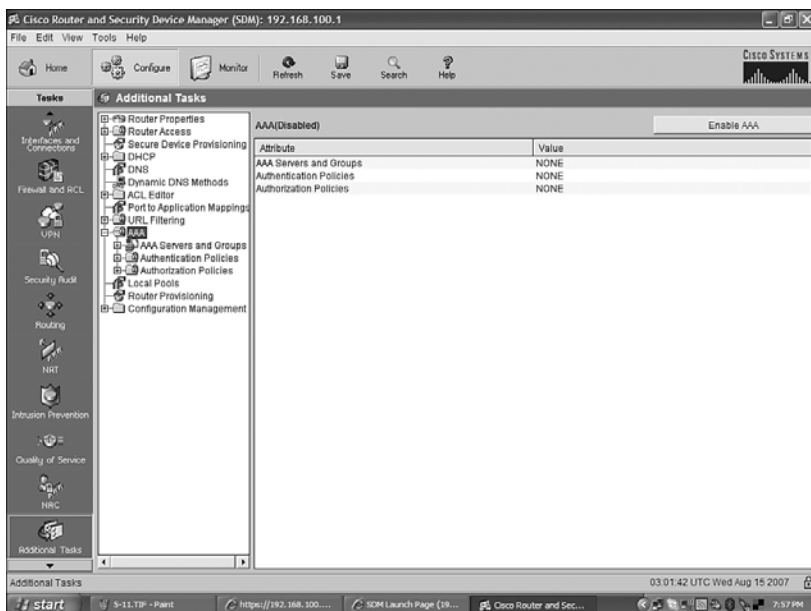 Cisco Router and Security Device Manager (SDM): 192.168.100.1
File Edit View Tools Help
Home
Configure
Monitor
Refresh
Save
Search
Help
CISCO SYSTEMS
Tasks
Additional Tasks
Interfaces and Connections
Firewall and ACL
VPN
Security Audit
Routing
NAT
Intrusion Prevention
Quality of Service
NAC
Additional Tasks
Router Properties
Router Access
Secure Device Provisioning
DHCP
DNS
Dynamic DNS Methods
ACL Editor
Port to Application Mappings
URL Filtering
AAA
AAA Servers and Groups
Authentication Policies
Authorization Policies
Local Pools
Router Provisioning
Configuration Management
AAA(Disabled)
Enable AAA
Attribute Value
AAA Servers and Groups NONE
Authentication Policies NONE
Authorization Policies NONE
Additional Tasks
03:01:42 UTC Wed Aug 15 2007
start
5-11.TIF - Paint
https://192.168.100....
SDM Launch Page (19...
Cisco Router and Sec...
7:57 PM